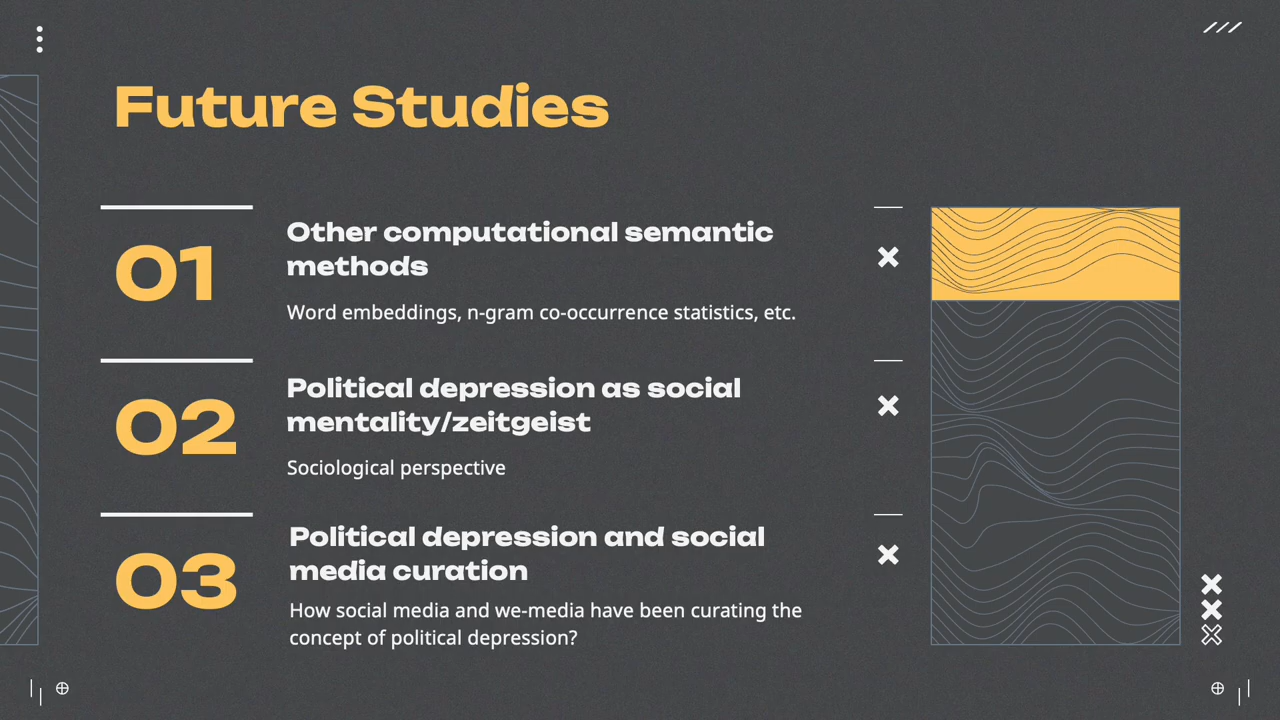 Future Studies
01
Other computational semantic
methods
Word embeddings, n-gram co-occurrence statistics, etc.
02
Political depression as social
mentality/zeitgeist
Sociological perspective
03
Political depression and social
media curation
How social media and we-media have been curating the
concept of political depression?